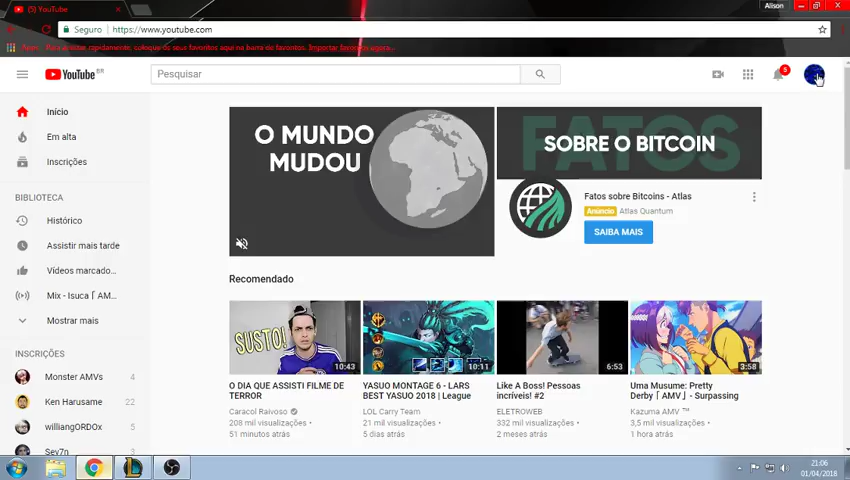 Alison
(5) YouTube
Seguro
https://www.youtube.com
Apps
Para acessar rapidamente, coloque os seus favoritos aqui na barra de favoritos. Importar favoritos agora...
YouTube BR
Pesquisar
5
Início
Em alta
Inscrições
BIBLIOTECA
Histórico
Assistir mais tarde
Vídeos marcado...
Mix - Isuca「AM...
Mostrar mais
INSCRIÇÕES
Monster AMVs 4
Ken Harusame 2
williangORDOx
Sev7n
O MUNDO
MUDOU
FATOS
SOBRE O BITCOIN
Fatos sobre Bitcoins - Atlas
Anúncio Atlas Quantum
SAIBA MAIS
Recomendado
SUSTO!
10:43
10:11
6:53
3:58
O DIA QUE ASSISTI FILME DE
TERROR
Caracol Raivoso
208 mil visualizações •
51 minutos atrás
YASUO MONTAGE 6 - LARS
BEST YASUO 2018 | League
LOL Carry Team
21 mil visualizações •
5 dias atrás
Like A Boss! Pessoas
incríveis! #2
ELETROWEB
332 mil visualizações •
2 meses atrás
Uma Musume: Pretty
Derby「AMV」- Surpassing
Kazuma AMV ™
3,5 mil visualizações •
1 hora atrás
21:06
01/04/2018